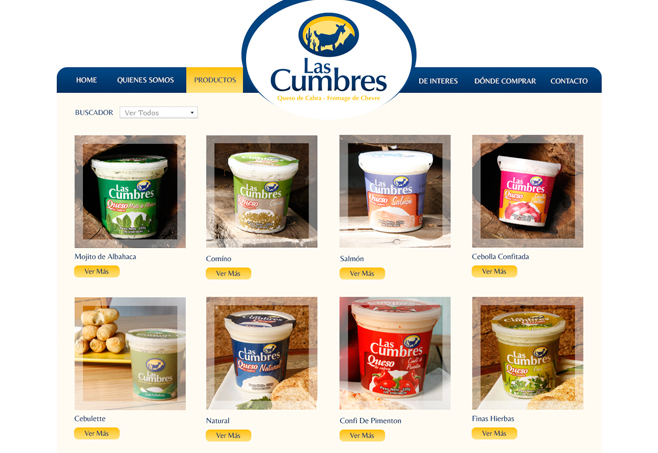 Las
Cumbres
Queso de Cabra - Fromage de Chevre
HOME QUIENES SOMOS PRODUCTOS DE INTERES DÓNDE COMPRAR CONTACTO
BUSCADOR Ver Todos
Las
Cumbres
Queso
Las
Cumbres
Queso
Las
Cumbres
Queso Salmón
Las
Cumbres
Queso
Mojito de Albahaca Comíno Salmón Cebolla Confitada
Ver Más Ver Más Ver Más Ver Más
Las
Cumbres
Las
Cumbres
Queso Natural
Las
Cumbres
Queso
Cumbres
Queso
Cebulette Natural Confi De Pimenton Finas Hierbas
Ver Más Ver Más Ver Más Ver Más